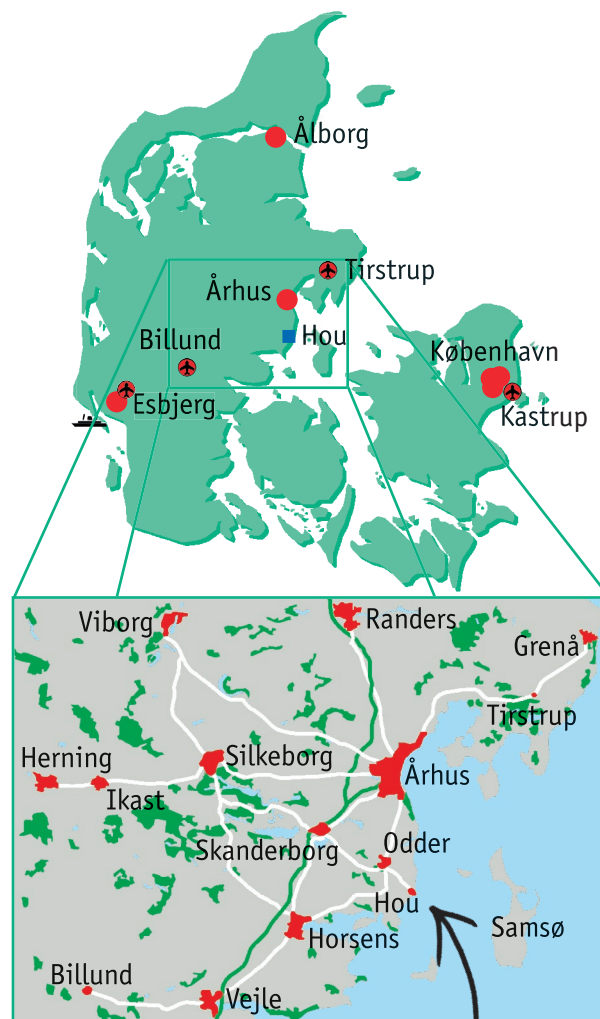 Ålborg
Tirstrup
Århus
Hou
Billund
København
Esbjerg
Kastrup
Viborg
Randers
Grenå
Tirstrup
Herning
Silkeborg
Århus
Ikast
Skanderborg
Odder
Hou
Samsø
Horsens
Billund
Vejle